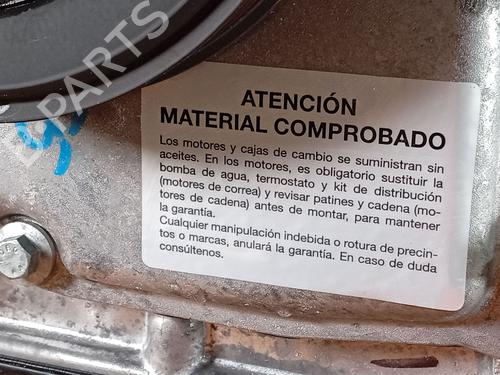 B-PARTS
ATENCIÓN
MATERIAL COMPROBADO
Los motores y cajas de cambio se suministran sin
aceites. En los motores, es obligatorio sustituir la
bomba de agua, termostato y kit de distribución
(motores de correa) y revisar patines y cadena (mo-
tores de cadena) antes de montar, para mantener
la garantía.
Cualquier manipulación indebida o rotura de precin-
tos o marcas, anulará la garantía. En caso de duda
consúltenos.